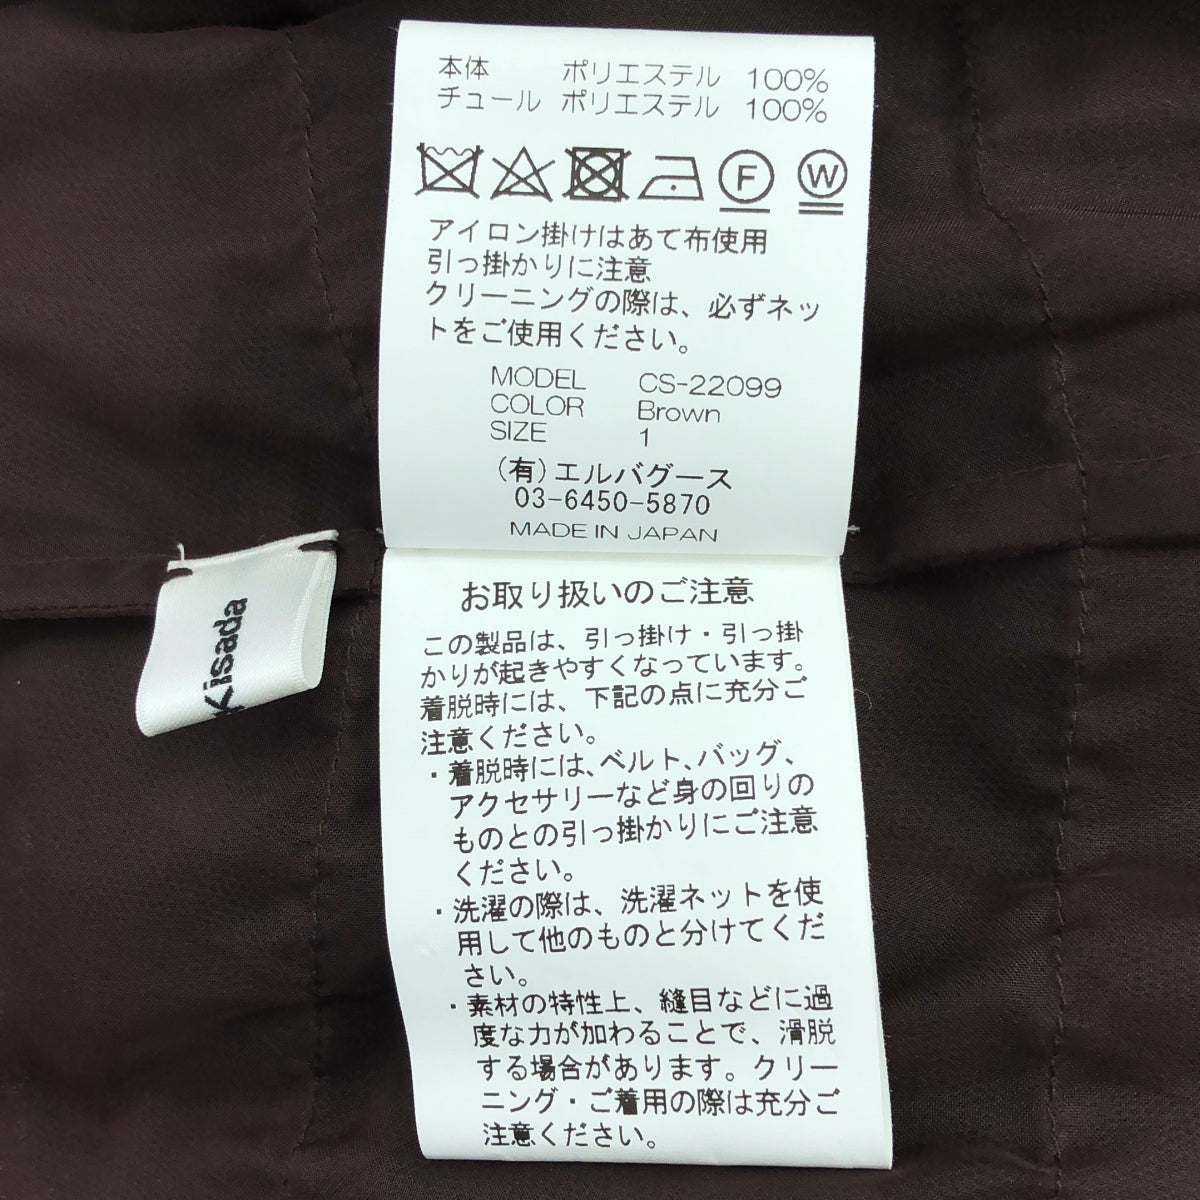 本体 ポリエステル 100%
チュール ポリエステル 100%
F
W
アイロン掛けはあて布使用
引っ掛かりに注意
クリーニングの際は、必ずネッ
トをご使用ください。
MODEL CS-22099
COLOR Brown
SIZE 1
(有)エルバグース
03-6450-5870
MADE IN JAPAN
Kisada
お取り扱いのご注意
この製品は、引っ掛け・引っ掛
かりが起きやすくなっています。
着脱時には、下記の点に充分ご
注意ください。
・着脱時には、ベルト、バッグ、
アクセサリーなど身の回りの
ものとの引っ掛かりにご注意
ください。
・洗濯の際は、洗濯ネットを使
用して他のものと分けてくだ
さい。
・素材の特性上、縫目などに過
度な力が加わることで、滑脱
する場合があります。クリー
ニング・ご着用の際は充分ご
注意ください。